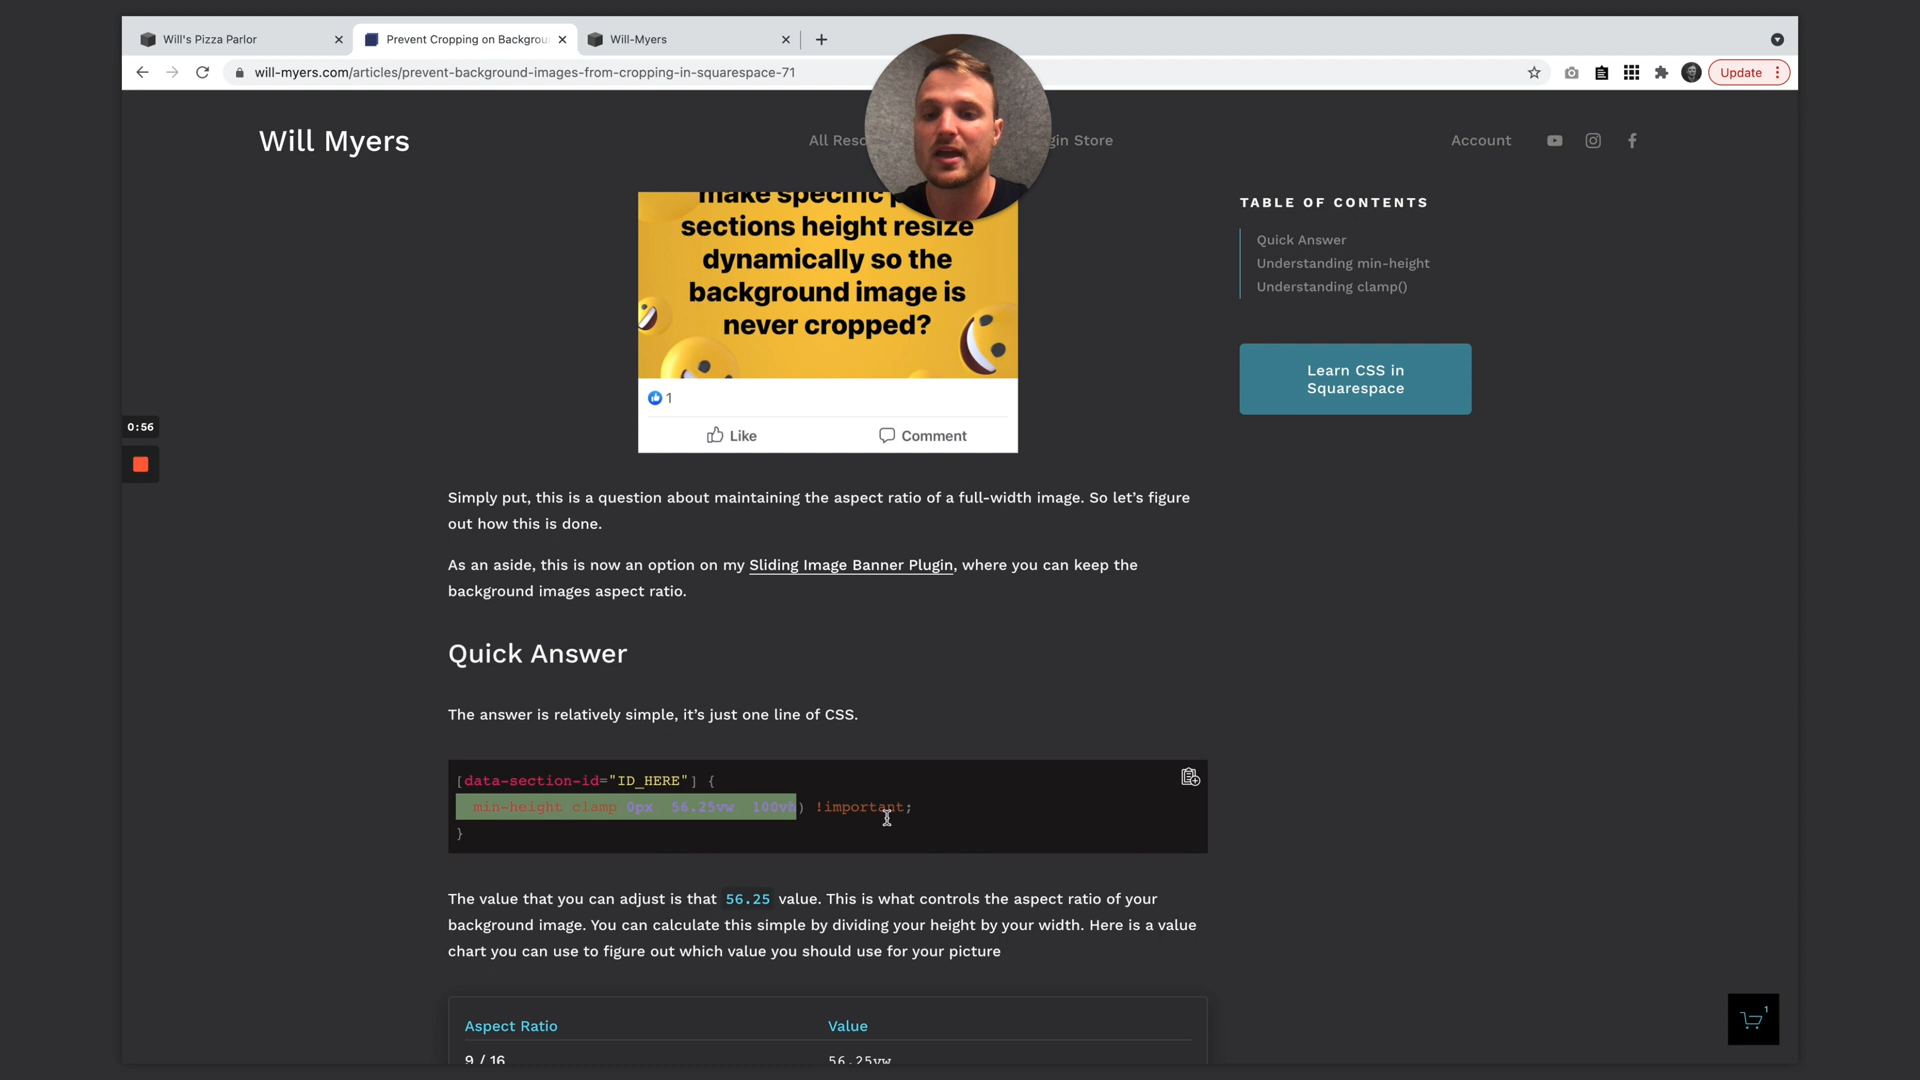 Will's Pizza Parlor
Prevent Cropping on Backgrou
Will-Myers
will-myers.com/articles/prevent-background-images-from-cropping-in-squarespace-71
Update
Will Myers
All Reso
gin Store
Account
make specific p
sections height resize
dynamically so the
background image is
never cropped?
1
Like
Comment
TABLE OF CONTENTS
Quick Answer
Understanding min-height
Understanding clamp()
Learn CSS in
Squarespace
0:56
Simply put, this is a question about maintaining the aspect ratio of a full-width image. So let's figure
out how this is done.
As an aside, this is now an option on my Sliding Image Banner Plugin, where you can keep the
background images aspect ratio.
Quick Answer
The answer is relatively simple, it's just one line of CSS.
[data-section-id="ID_HERE"] {
min-height clamp 0px 56.25vw 100vh) !important;
}
The value that you can adjust is that 56.25 value. This is what controls the aspect ratio of your
background image. You can calculate this simple by dividing your height by your width. Here is a value
chart you can use to figure out which value you should use for your picture
Aspect Ratio
Value
9 / 16
56.25vw
1